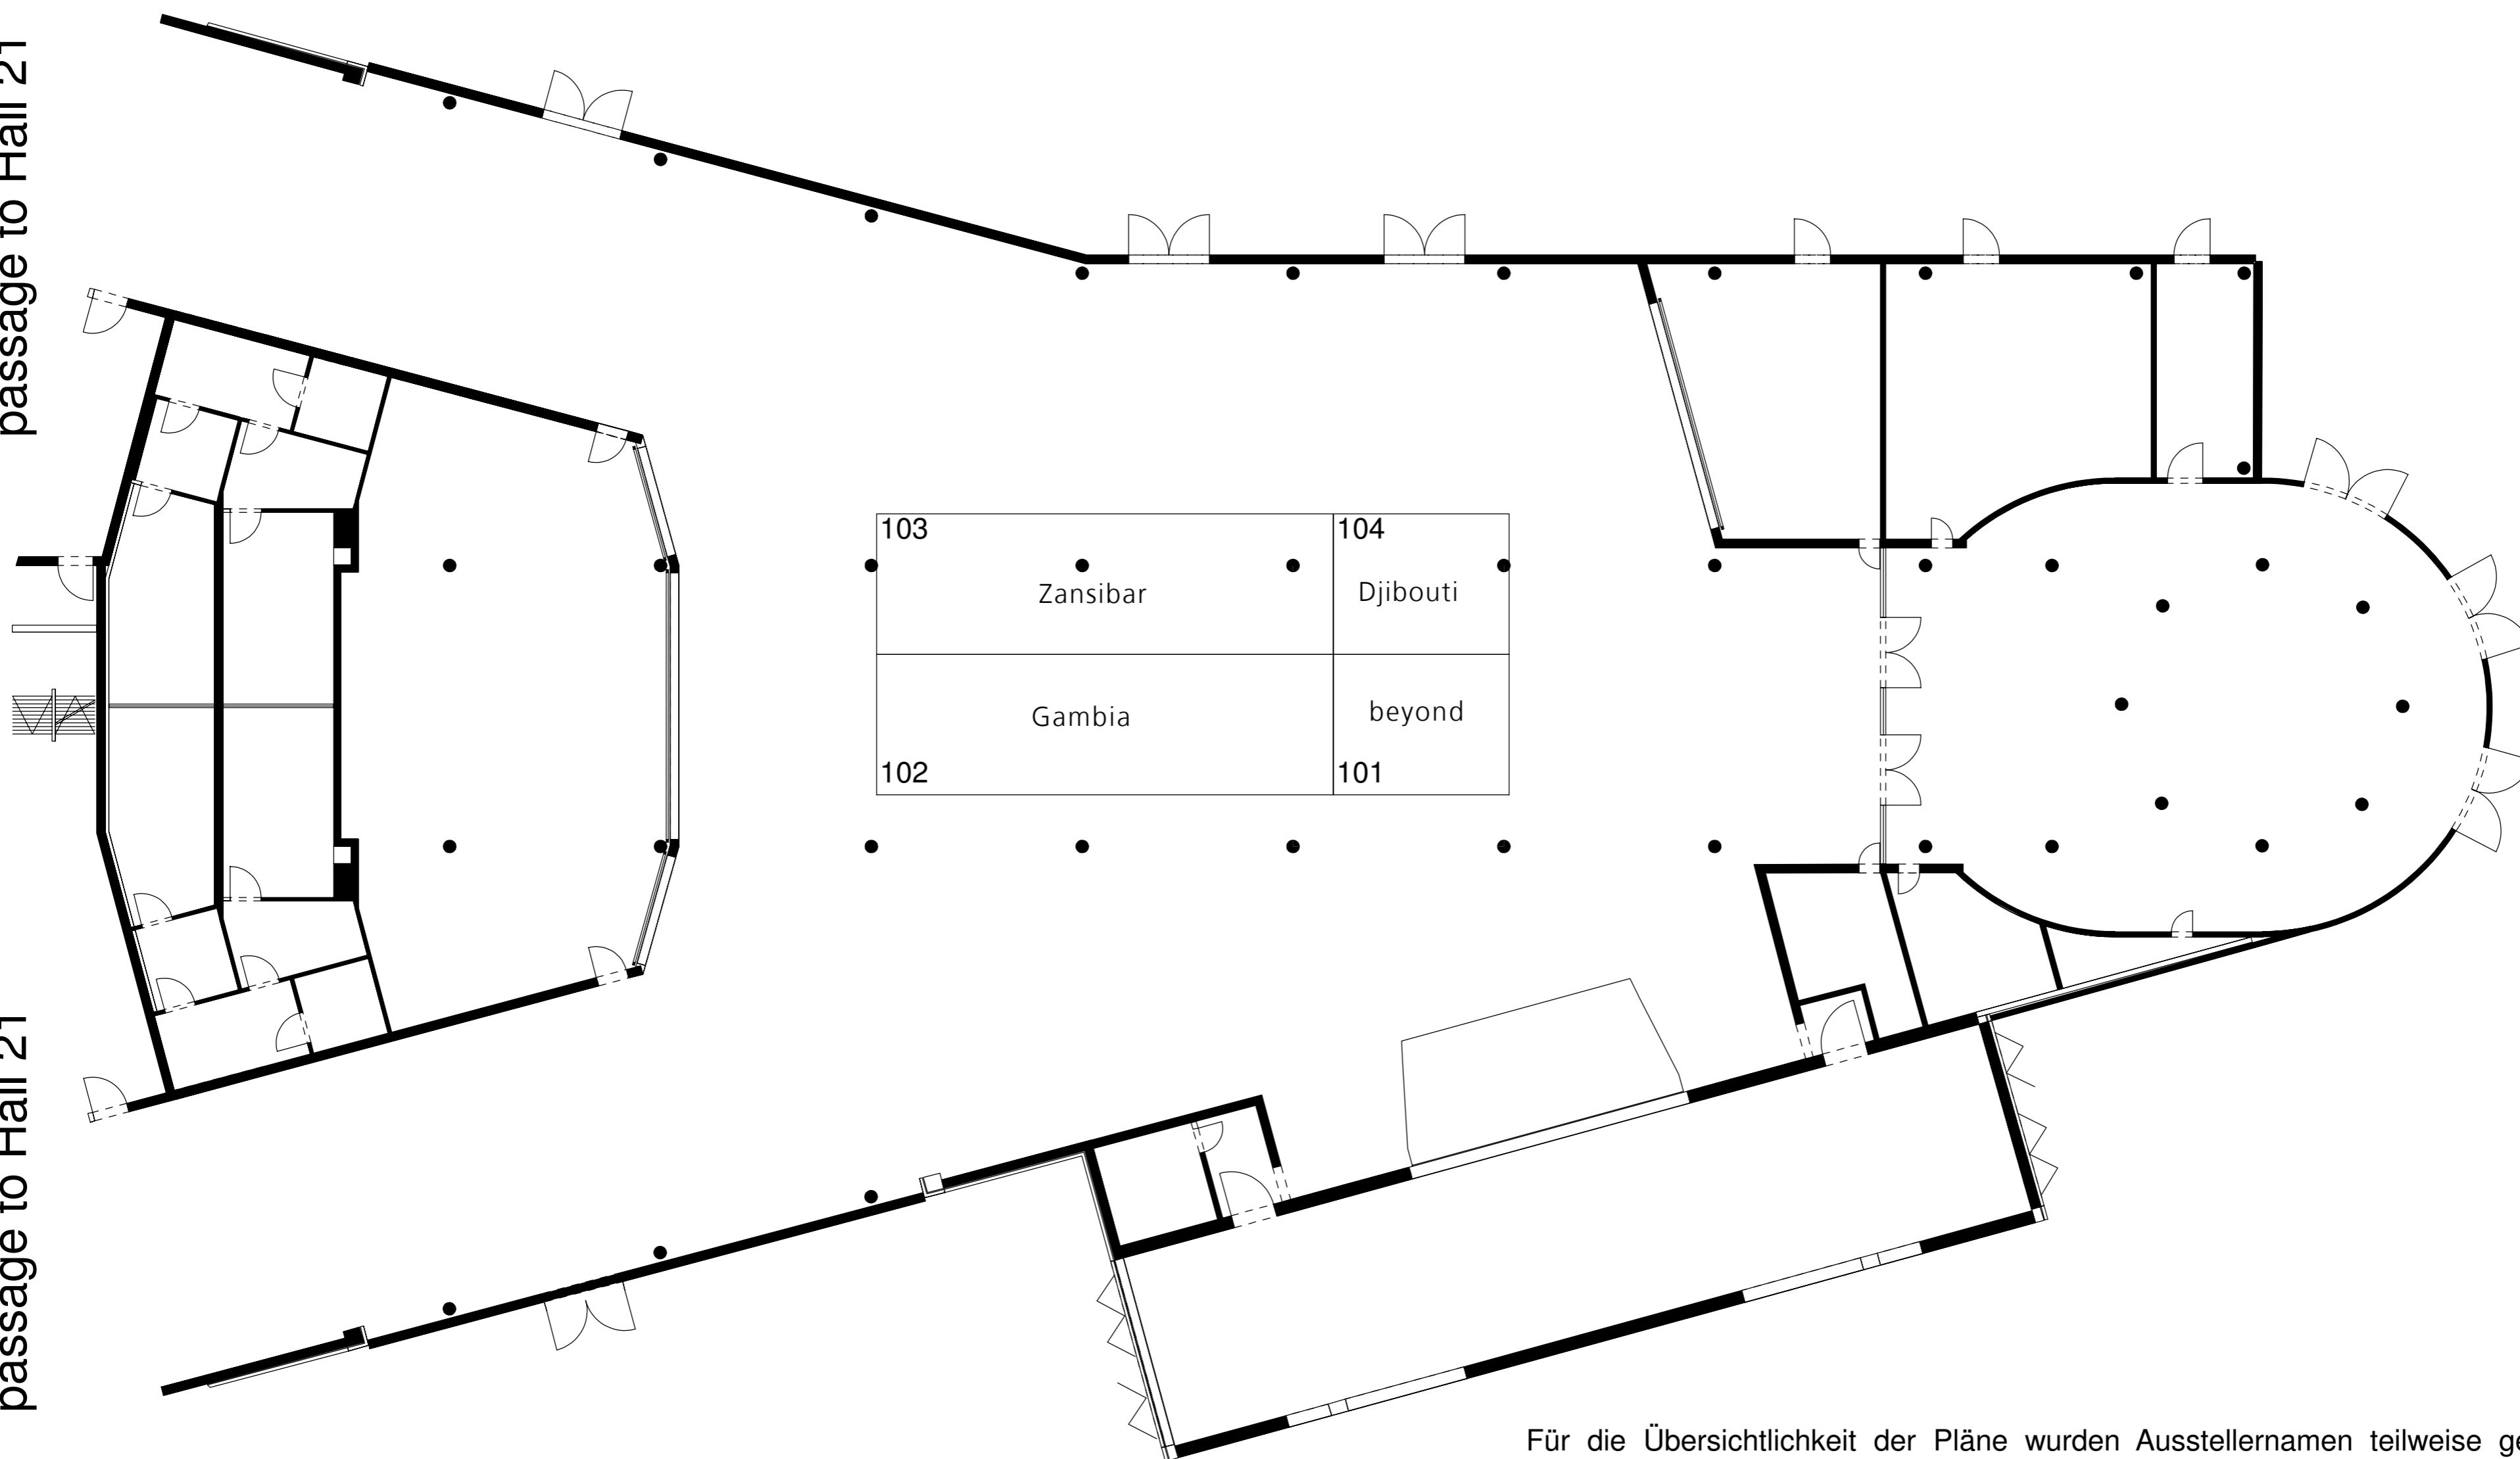 passage to Hall 21
103
104
Zansibar
Djibouti
Gambia
beyond
102
101
passage to Hall 21
Für die Übersichtlichkeit der Pläne wurden Ausstellernamen teilweise